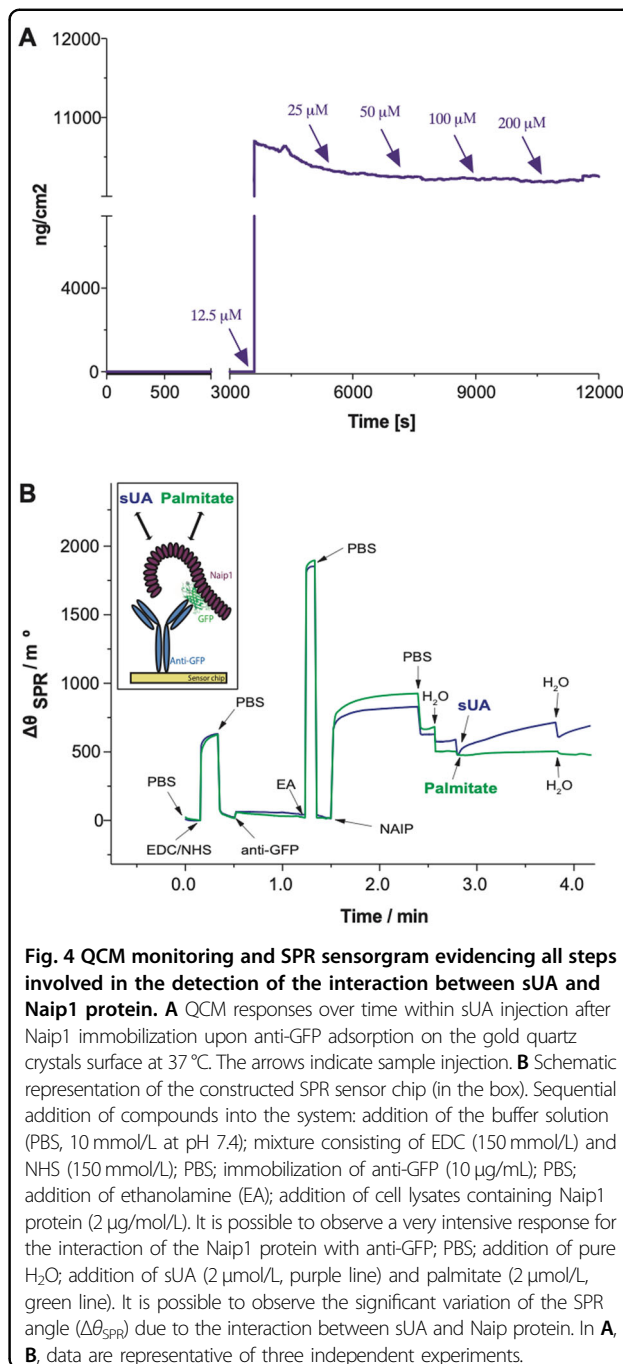 A
12000
11000
25 µM
50 µM
100 µM
200 µM
ng/cm2
4000
12.5 µM
0
0 500 3000 6000 9000 12000
Time [s]
B
sUA Palmitate
Naip1
GFP
Anti-GFP
Sensor chip
2000
1500
1000
500
0
Δθ SPR / m °
PBS
EDC/NHS
PBS
anti-GFP
EA
PBS
NAIP
PBS
H₂O
sUA
Palmitate
H₂O
H₂O
0.0 1.0 2.0 3.0 4.0
Time / min
Fig. 4 QCM monitoring and SPR sensorgram evidencing all steps
involved in the detection of the interaction between sUA and
Naip1 protein. A QCM responses over time within sUA injection after
Naip1 immobilization upon anti-GFP adsorption on the gold quartz
crystals surface at 37 °C. The arrows indicate sample injection. B Schematic
representation of the constructed SPR sensor chip (in the box). Sequential
addition of compounds into the system: addition of the buffer solution
(PBS, 10 mmol/L at pH 7.4); mixture consisting of EDC (150 mmol/L) and
NHS (150 mmol/L); PBS; immobilization of anti-GFP (10 µg/mL); PBS;
addition of ethanolamine (EA); addition of cell lysates containing Naip1
protein (2 µg/mol/L). It is possible to observe a very intensive response for
the interaction of the Naip1 protein with anti-GFP; PBS; addition of pure
H₂O; addition of sUA (2 µmol/L, purple line) and palmitate (2 µmol/L,
green line). It is possible to observe the significant variation of the SPR
angle (Δθ_SPR) due to the interaction between sUA and Naip protein. In A,
B, data are representative of three independent experiments.